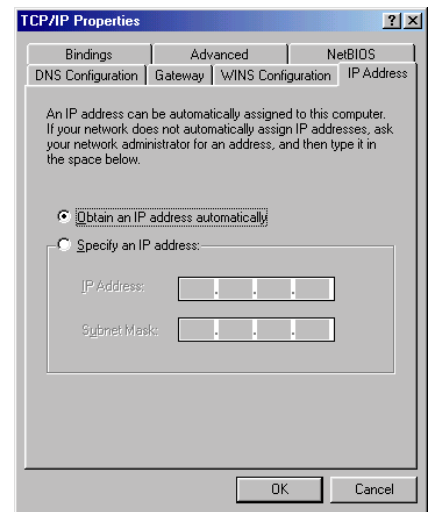 TCP/IP Properties
Bindings Advanced NetBIOS
DNS Configuration Gateway WINS Configuration IP Address
An IP address can be automatically assigned to this computer.
If your network does not automatically assign IP addresses, ask
your network administrator for an address, and then type it in
the space below.
Obtain an IP address automatically
Specify an IP address:
IP Address:
Subnet Mask:
OK Cancel